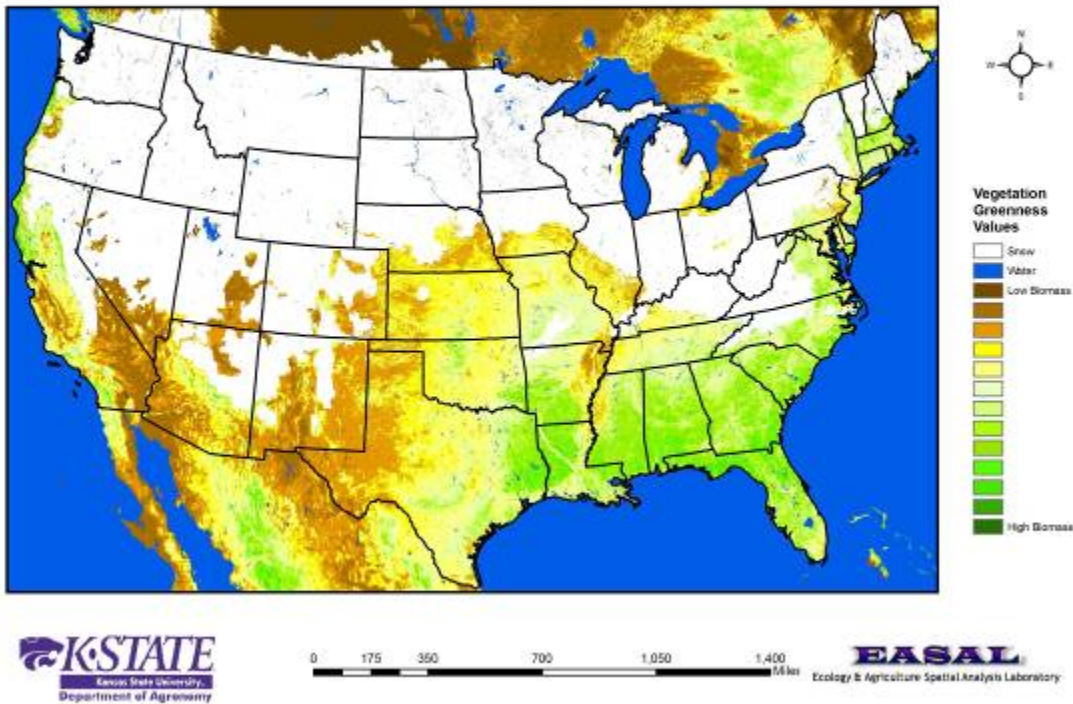 N
W E
S
Vegetation
Greenness
Values
Snow
Water
Low Biomass
High Biomass
K-STATE
Kansas State University
Department of Agronomy
0 175 350 700 1,050 1,400
Miles
EASAL
Ecology & Agriculture Spatial Analysis Laboratory